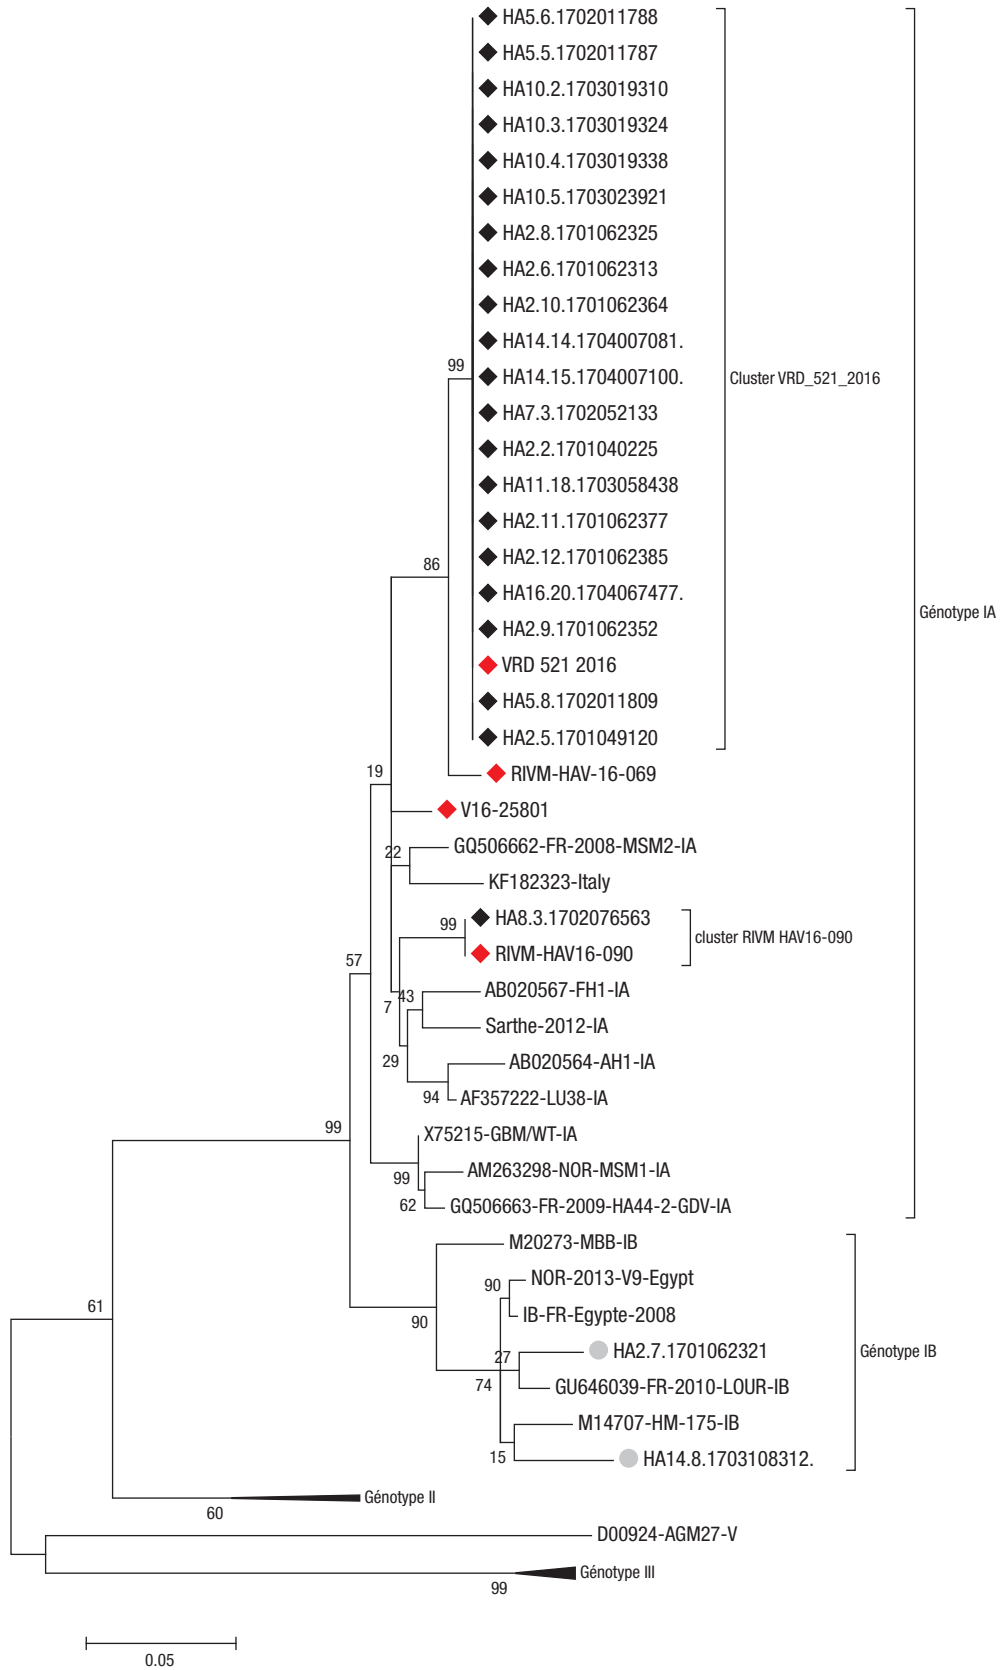 HA5.6.1702011788
HA5.5.1702011787
HA10.2.1703019310
HA10.3.1703019324
HA10.4.1703019338
HA10.5.1703023921
HA2.8.1701062325
HA2.6.1701062313
HA2.10.1701062364
HA14.14.1704007081.
99
HA14.15.1704007100.
Cluster VRD_521_2016
HA7.3.1702052133
HA2.2.1701040225
HA11.18.1703058438
HA2.11.1701062377
HA2.12.1701062385
86
HA16.20.1704067477.
Génotype IA
HA2.9.1701062352
VRD 521 2016
HA5.8.1702011809
HA2.5.1701049120
19
RIVM-HAV-16-069
V16-25801
22
GQ506662-FR-2008-MSM2-IA
KF182323-Italy
99
HA8.3.1702076563
cluster RIVM HAV16-090
RIVM-HAV16-090
57
7
43
AB020567-FH1-IA
Sarthe-2012-IA
29
AB020564-AH1-IA
94
AF357222-LU38-IA
99
X75215-GBM/WT-IA
99
AM263298-NOR-MSM1-IA
62
GQ506663-FR-2009-HA44-2-GDV-IA
M20273-MBB-IB
90
NOR-2013-V9-Egypt
61
90
IB-FR-Egypte-2008
27
HA2.7.1701062321
Génotype IB
74
GU646039-FR-2010-LOUR-IB
M14707-HM-175-IB
15
HA14.8.1703108312.
60
Génotype II
D00924-AGM27-V
99
Génotype III
0.05